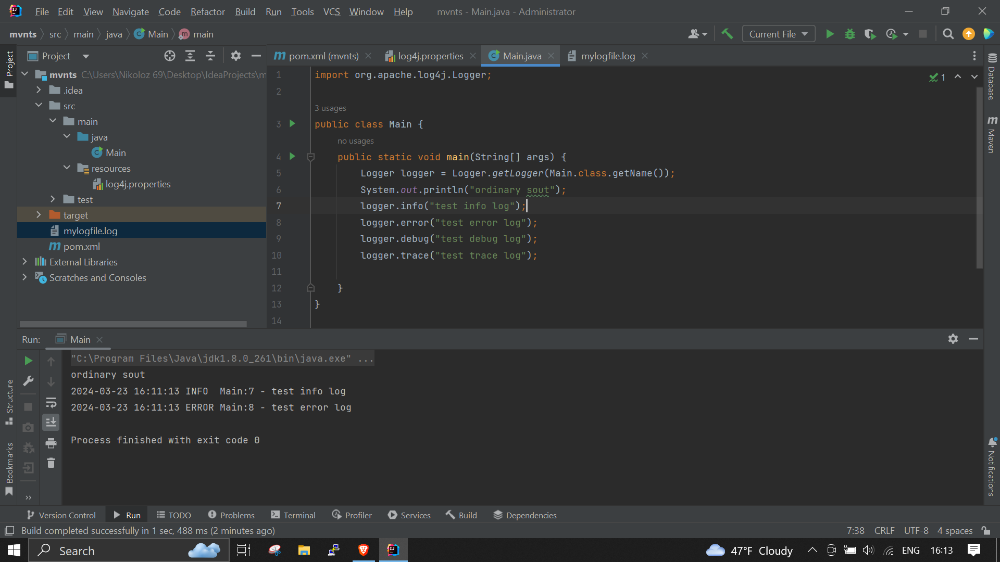 File Edit View Navigate Code Refactor Build Run Tools VCS Window Help mvnts - Main.java - Administrator
mvnts src main java Main main Current File
Project pom.xml (mvnts) log4j.properties Main.java mylogfile.log
Project
Database
Maven
Notifications
Structure
Bookmarks
mvnts C:\Users\Nikoloz 69\Desktop\IdeaProjects\m
.idea
src
main
java
Main
resources
log4j.properties
test
target
mylogfile.log
pom.xml
External Libraries
Scratches and Consoles
1 import org.apache.log4j.Logger; 1
2
3 usages
3 public class Main {
no usages
4 public static void main(String[] args) {
5 Logger logger = Logger.getLogger(Main.class.getName());
6 System.out.println("ordinary sout");
7 logger.info("test info log");
8 logger.error("test error log");
9 logger.debug("test debug log");
10 logger.trace("test trace log");
11
12 }
13 }
14
Run: Main
"C:\Program Files\Java\jdk1.8.0_261\bin\java.exe" ...
ordinary sout
2024-03-23 16:11:13 INFO  Main:7 - test info log
2024-03-23 16:11:13 ERROR Main:8 - test error log
Process finished with exit code 0
Version Control Run TODO Problems Terminal Profiler Services Build Dependencies
Build completed successfully in 1 sec, 488 ms (2 minutes ago) 7:38 CRLF UTF-8 4 spaces
Search 47°F Cloudy ENG 16:13